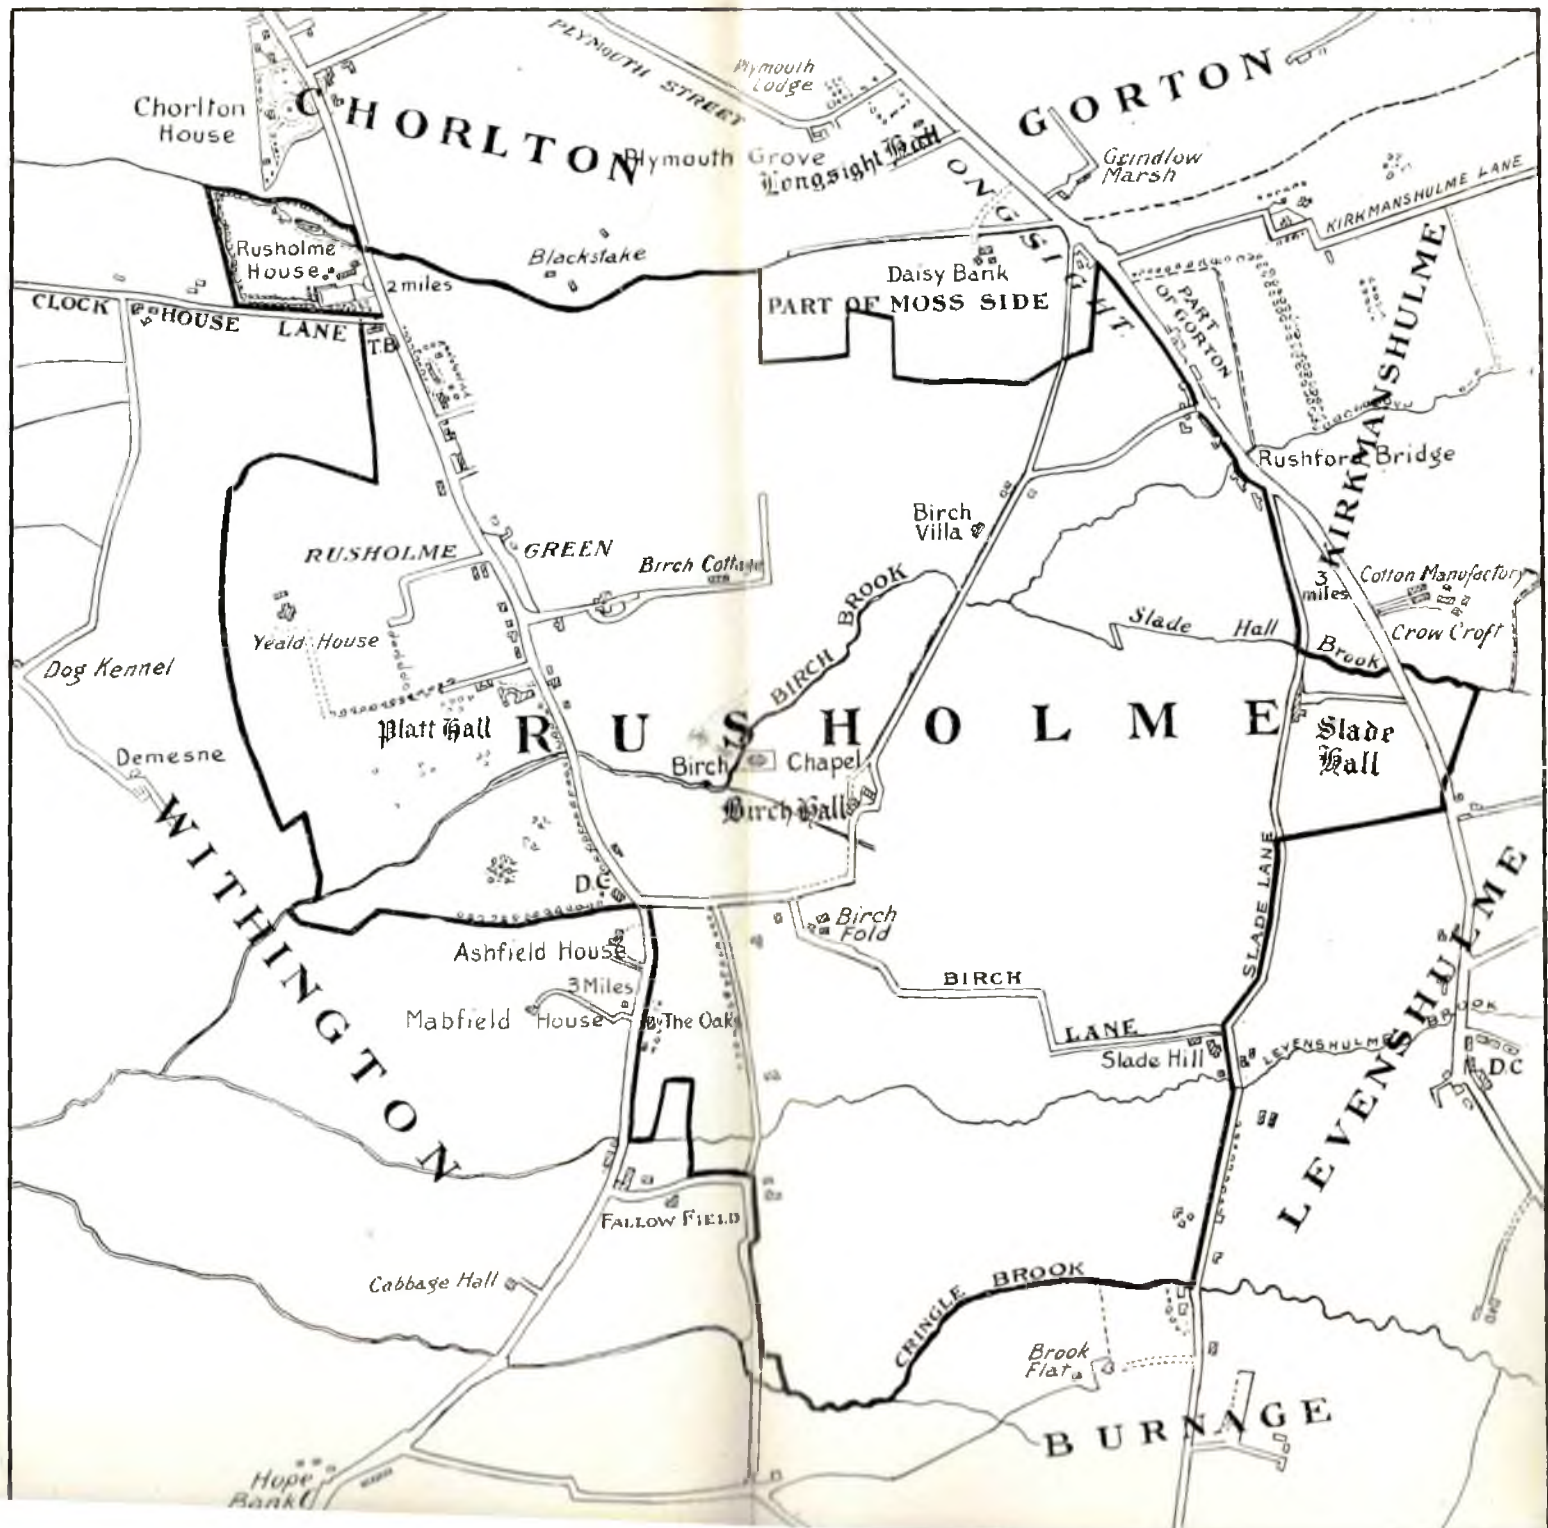 PLYMOUTH STREET
Plymouth
Lodge
GORTON
Chorlton
House
CHORLTON
Plymouth Grove
Longsight Hall
Grindlow
Marsh
KIRKMANSHULME LANE
LONGSIGHT.
Rusholme
House
2 miles
Blackstake
Daisy Bank
PART OF MOSS SIDE
PART
OF GORTON
KIRKMANSHULME
CLOCK HOUSE LANE
T.B
Rushford Bridge
Birch
Villa
RUSHOLME GREEN
Birch Cottage
3
miles
Cotton Manufactory
Crow Croft
BIRCH BROOK
Slade Hall Brook
Yeald House
Dog Kennel
Platt Hall
RUSHOLME
Slade
Hall
Demesne
Birch Chapel
Birch Hall
WITHINGTON
SLADE LANE
D.C.
Birch
Fold
Ashfield House
BIRCH LANE
3 Miles
Mabfield House
The Oaks
Slade Hill
LEVENSHULME BROOK
D.C
LEVENSHULME
FALLOW FIELD
Cabbage Hall
CRINGLE BROOK
Brook
Flat
BURNAGE
Hope
Bank